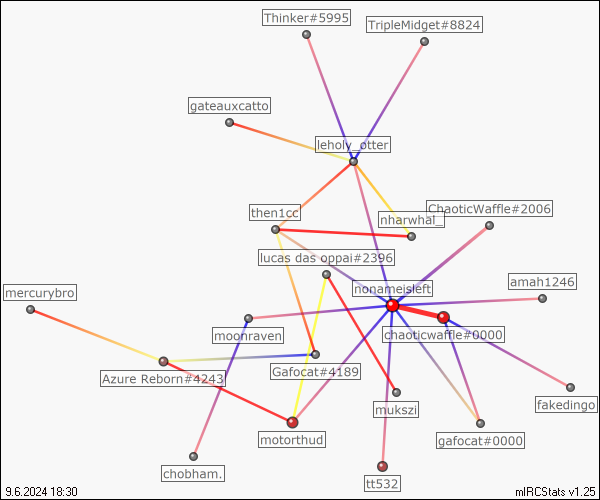 Thinker#5995
TripleMidget#8824
gateauxcatto
leholy_otter
ChaoticWaffle#2006
then1cc
nharwhal_
lucas das oppai#2396
amah1246
nonameisleft
mercurybro
moonraven
chaoticwaffle#0000
Azure Reborn#4243
Gafocat#4189
fakedingo
mukszi
motorthud
gafocat#0000
chobham.
tt532
9.6.2024 18:30
mIRCStats v1.25